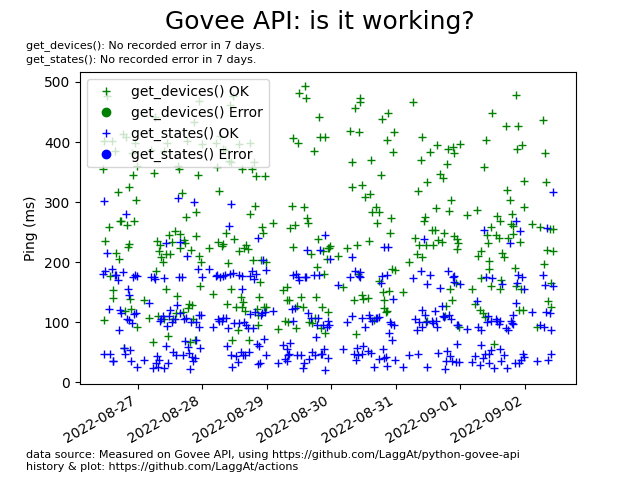 Govee API: is it working?
get_devices(): No recorded error in 7 days.
get_states(): No recorded error in 7 days.
get_devices() OK
get_devices() Error
get_states() OK
get_states() Error
500
400
300
200
100
0
Ping (ms)
2022-08-27
2022-08-28
2022-08-29
2022-08-30
2022-08-31
2022-09-01
2022-09-02
data source: Measured on Govee API, using https://github.com/LaggAt/python-govee-api
history & plot: https://github.com/LaggAt/actions